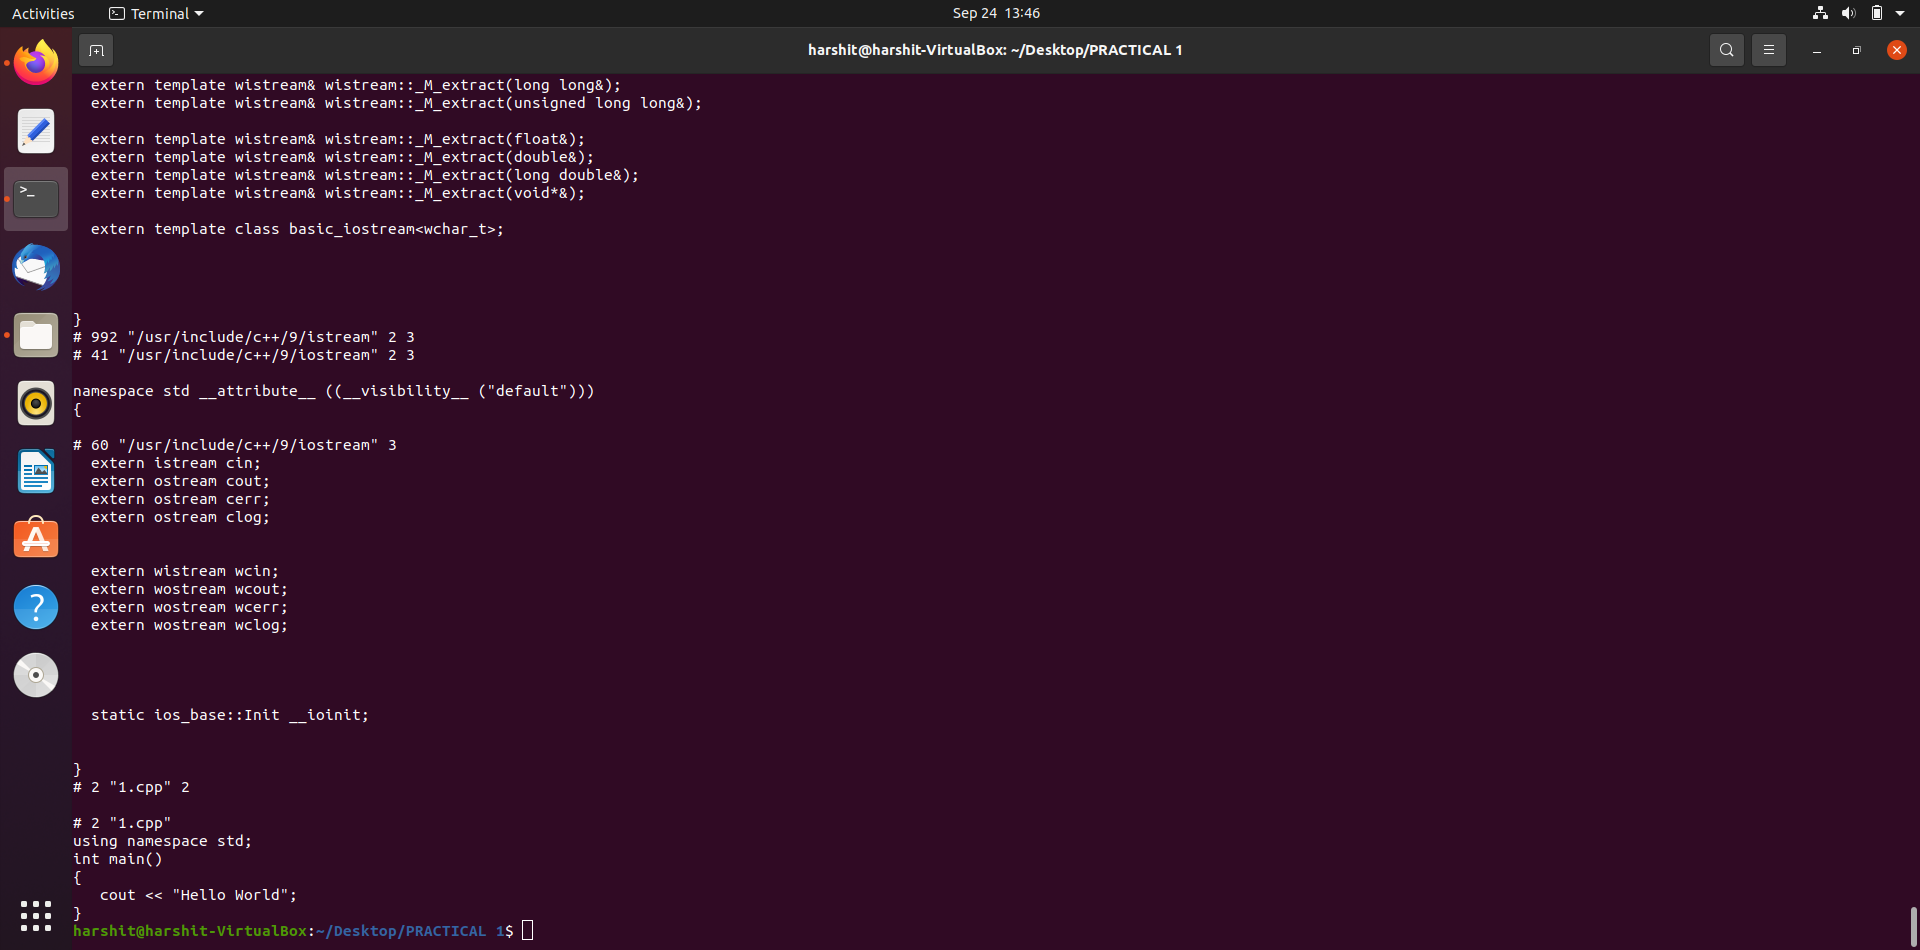 Activities
Terminal
Sep 24  13:46
harshit@harshit-VirtualBox: ~/Desktop/PRACTICAL 1
  extern template wistream& wistream::_M_extract(long long&);
  extern template wistream& wistream::_M_extract(unsigned long long&);
  extern template wistream& wistream::_M_extract(float&);
  extern template wistream& wistream::_M_extract(double&);
  extern template wistream& wistream::_M_extract(long double&);
  extern template wistream& wistream::_M_extract(void*&);
  extern template class basic_iostream<wchar_t>;
}
# 992 "/usr/include/c++/9/istream" 2 3
# 41 "/usr/include/c++/9/iostream" 2 3
namespace std __attribute__ ((__visibility__ ("default")))
{
# 60 "/usr/include/c++/9/iostream" 3
  extern istream cin;
  extern ostream cout;
  extern ostream cerr;
  extern ostream clog;
  extern wistream wcin;
  extern wostream wcout;
  extern wostream wcerr;
  extern wostream wclog;
  static ios_base::Init __ioinit;
}
# 2 "1.cpp" 2
# 2 "1.cpp"
using namespace std;
int main()
{
   cout << "Hello World";
}
harshit@harshit-VirtualBox:~/Desktop/PRACTICAL 1$